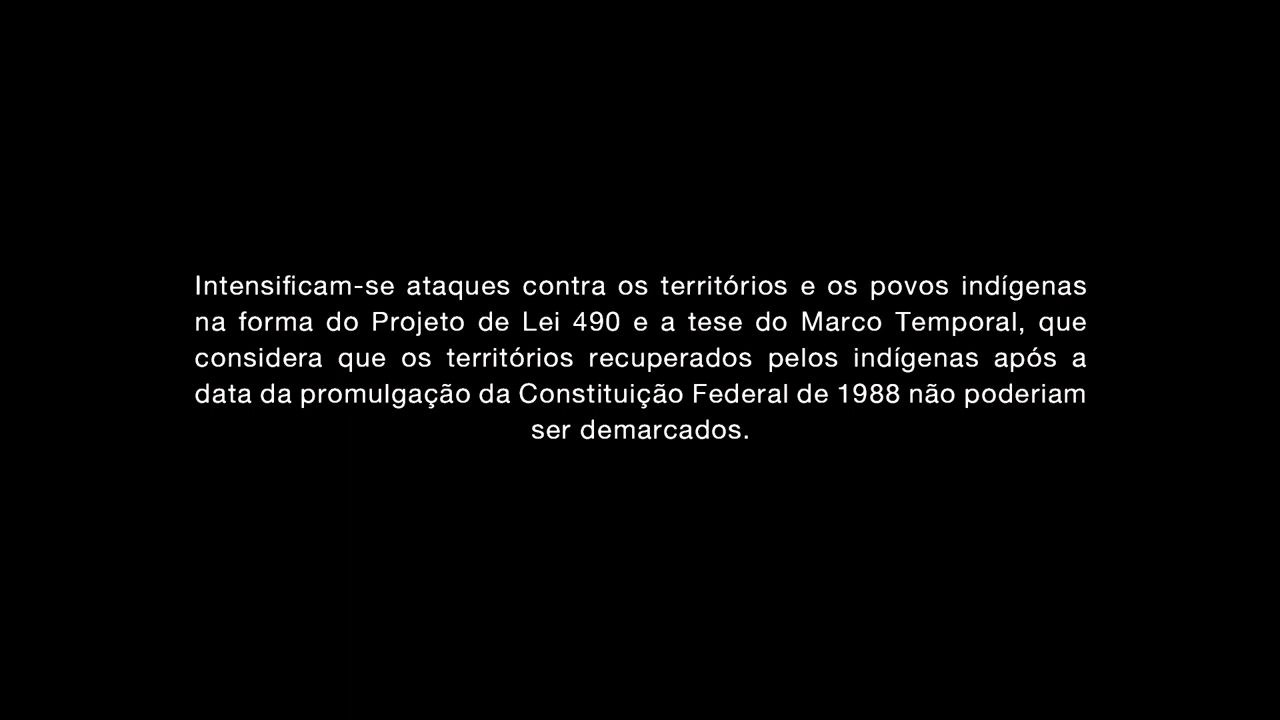 Intensificam-se ataques contra os territórios e os povos indígenas
na forma do Projeto de Lei 490 e a tese do Marco Temporal, que
considera que os territórios recuperados pelos indígenas após a
data da promulgação da Constituição Federal de 1988 não poderiam
ser demarcados.